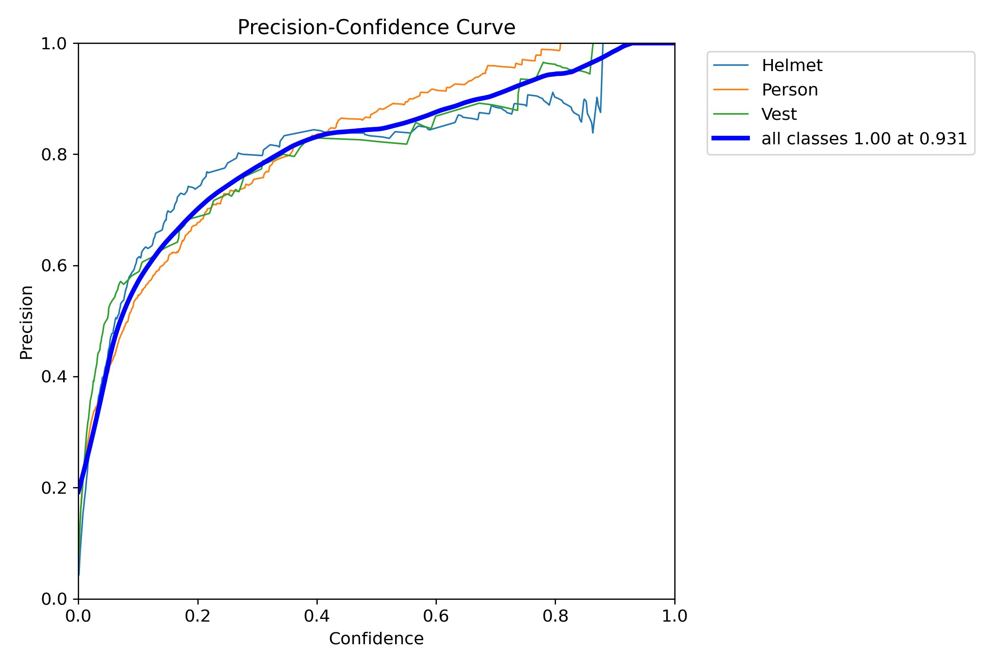 Precision-Confidence Curve
1.0
0.8
0.6
0.4
0.2
0.0
Precision
0.0 0.2 0.4 0.6 0.8 1.0
Confidence
Helmet
Person
Vest
all classes 1.00 at 0.931